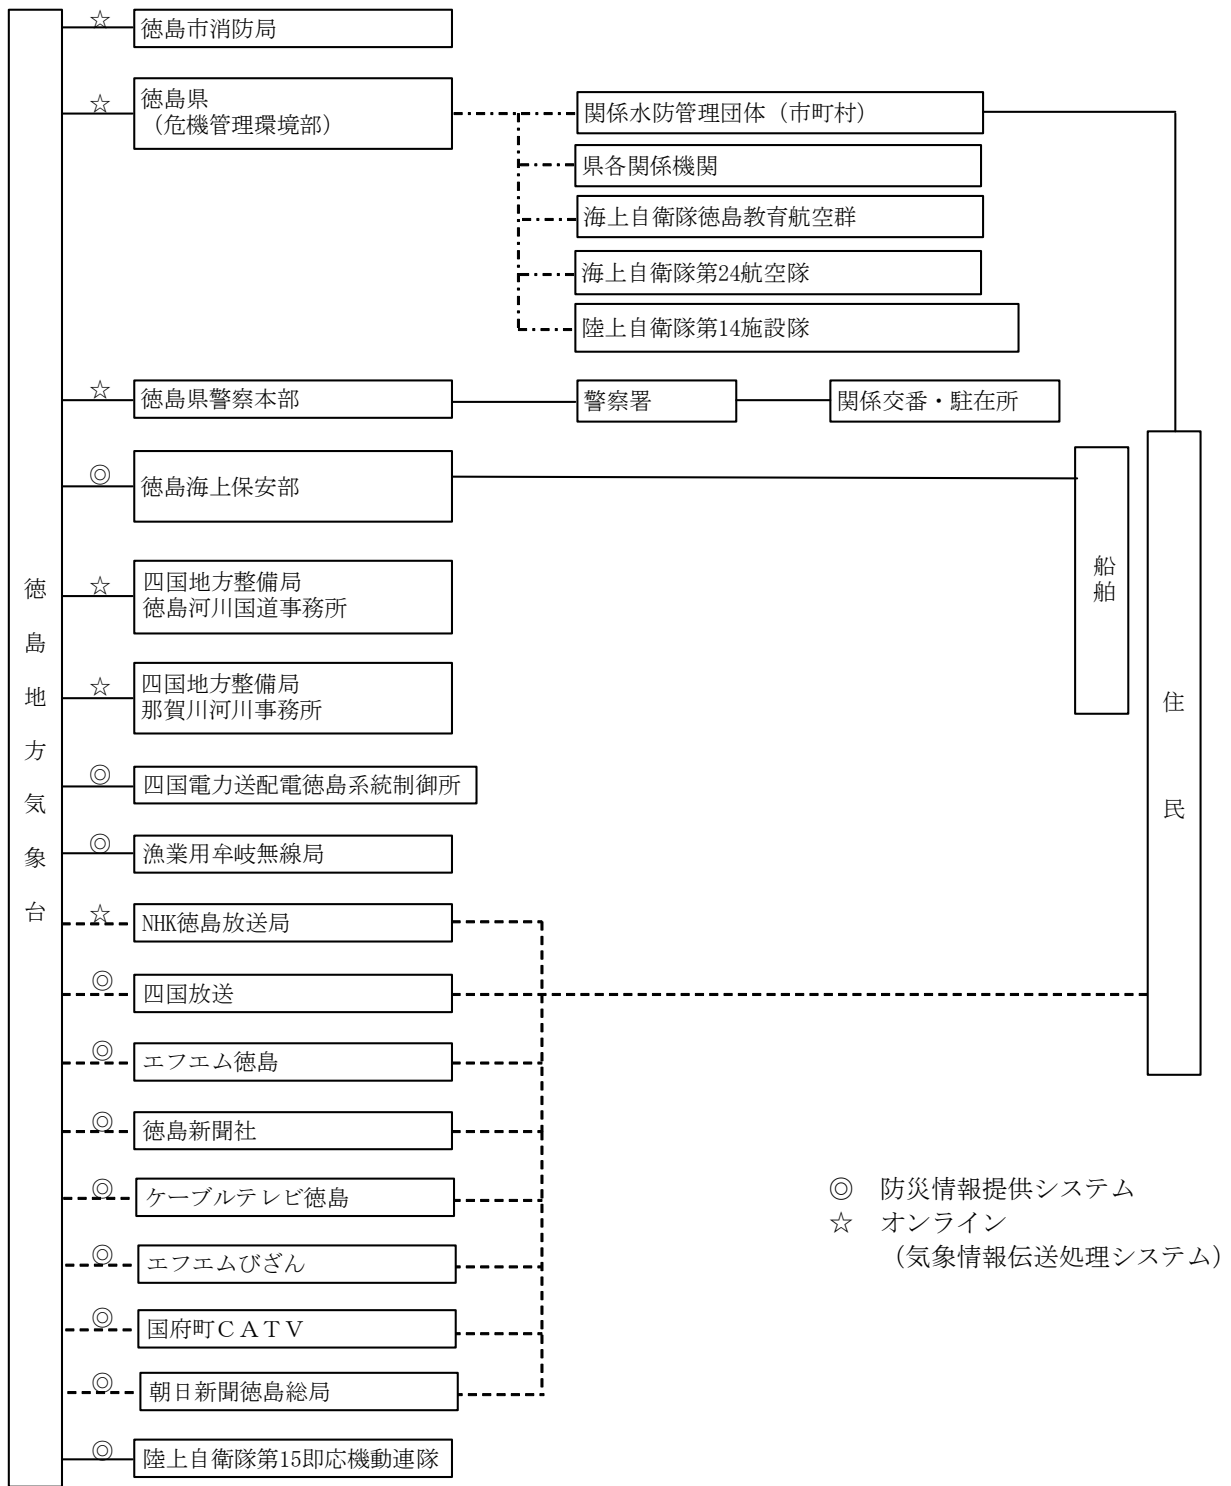 徳島地方気象台
☆
徳島市消防局
☆
徳島県
（危機管理環境部）
関係水防管理団体（市町村）
県各関係機関
海上自衛隊徳島教育航空群
海上自衛隊第24航空隊
陸上自衛隊第14施設隊
☆
徳島県警察本部
警察署
関係交番・駐在所
◎
徳島海上保安部
船舶
住民
☆
四国地方整備局
徳島河川国道事務所
☆
四国地方整備局
那賀川河川事務所
◎
四国電力送配電徳島系統制御所
◎
漁業用牟岐無線局
☆
NHK徳島放送局
◎
四国放送
◎
エフエム徳島
◎
徳島新聞社
◎
ケーブルテレビ徳島
◎
エフエムびざん
◎
国府町ＣＡＴＶ
◎
朝日新聞徳島総局
◎
陸上自衛隊第15即応機動連隊
◎　防災情報提供システム
☆　オンライン
（気象情報伝送処理システム）